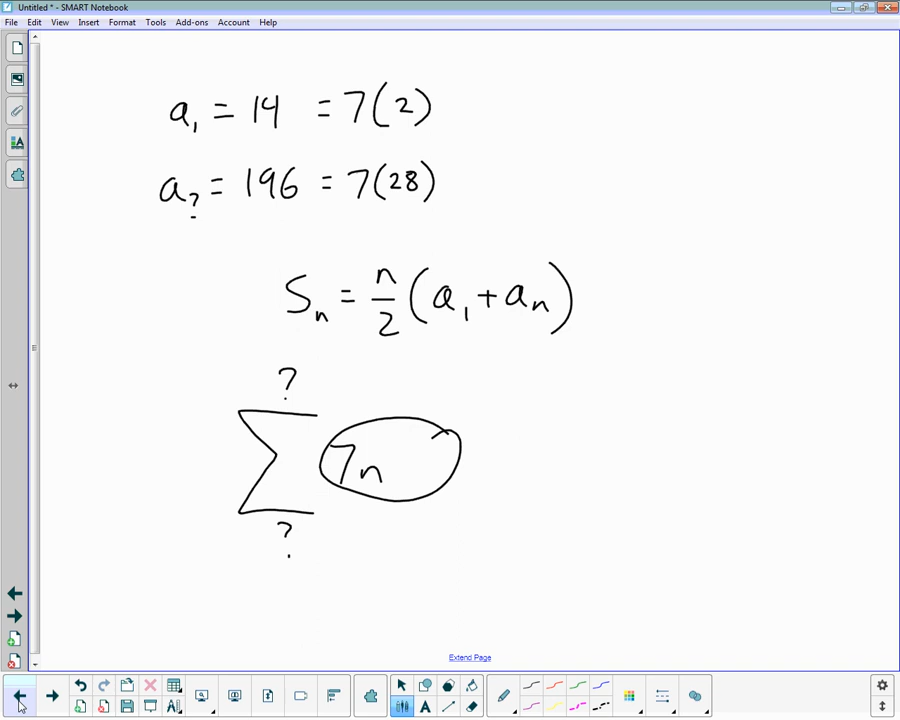 Untitled * - SMART Notebook
File Edit View Insert Format Tools Add-ons Account Help
a₁ = 14 = 7(2)
a? = 196 = 7(28)
Sₙ = n/2 (a₁ + aₙ)
?
Σ 7n
?
Extend Page